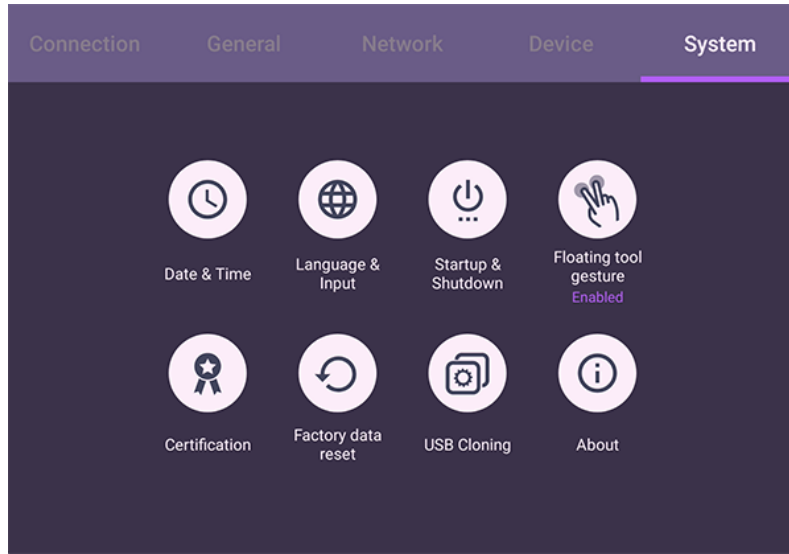 Connection General Network Device System
Date & Time
Language &
Input
Startup &
Shutdown
Floating tool
gesture
Enabled
Certification
Factory data
reset
USB Cloning
About